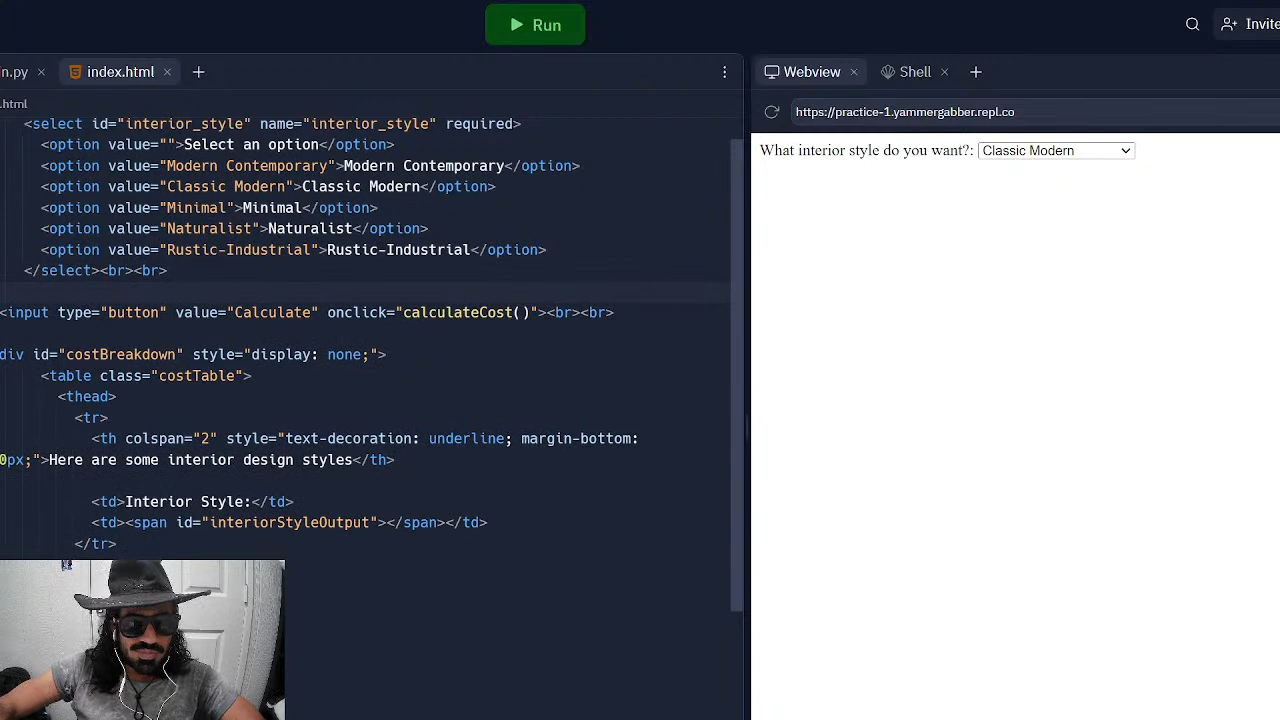 Run
Invite
n.py
index.html
Webview
Shell
.html
https://practice-1.yammergabber.repl.co
<select id="interior_style" name="interior_style" required>
<option value="">Select an option</option>
<option value="Modern Contemporary">Modern Contemporary</option>
<option value="Classic Modern">Classic Modern</option>
<option value="Minimal">Minimal</option>
<option value="Naturalist">Naturalist</option>
<option value="Rustic-Industrial">Rustic-Industrial</option>
</select><br><br>
<input type="button" value="Calculate" onclick="calculateCost()"><br><br>
div id="costBreakdown" style="display: none;">
<table class="costTable">
<thead>
<tr>
<th colspan="2" style="text-decoration: underline; margin-bottom:
0px;">Here are some interior design styles</th>
<td>Interior Style:</td>
<td><span id="interiorStyleOutput"></span></td>
</tr>
What interior style do you want?: Classic Modern